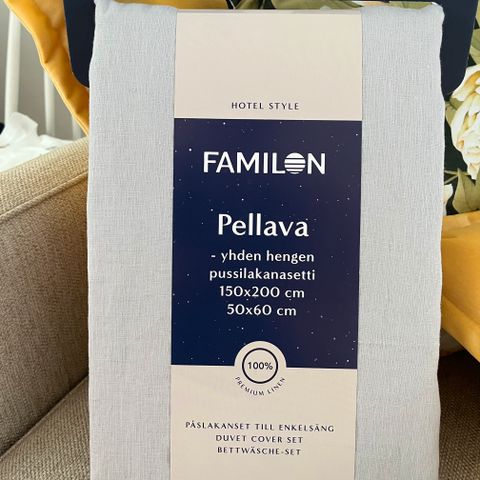 HOTEL STYLE
FAMILON
Pellava
- yhden hengen
pussilakanasetti
150x200 cm
50x60 cm
100%
PREMIUM LINEN
PÅSLAKANSET TILL ENKELSÄNG
DUVET COVER SET
BETTWÄSCHE-SET